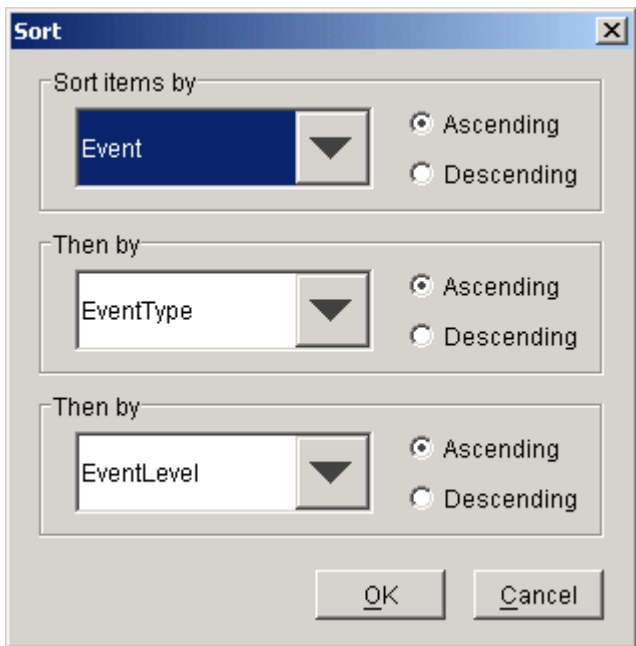 Sort
Sort items by
Event
Ascending
Descending
Then by
EventType
Ascending
Descending
Then by
EventLevel
Ascending
Descending
OK
Cancel